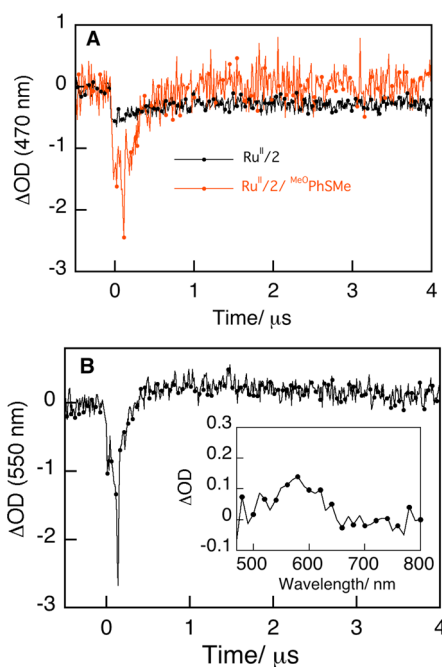 A
ΔOD (470 nm)
1
0
-1
-2
-3
Ru^II/2
Ru^II/2/ ^MeOPhSMe
0 1 2 3 4
Time/ μs
B
ΔOD (550 nm)
0
-1
-2
-3
ΔOD
0.3
0.2
0.1
0
-0.1
500 600 700 800
Wavelength/ nm
0 1 2 3 4
Time/ μs